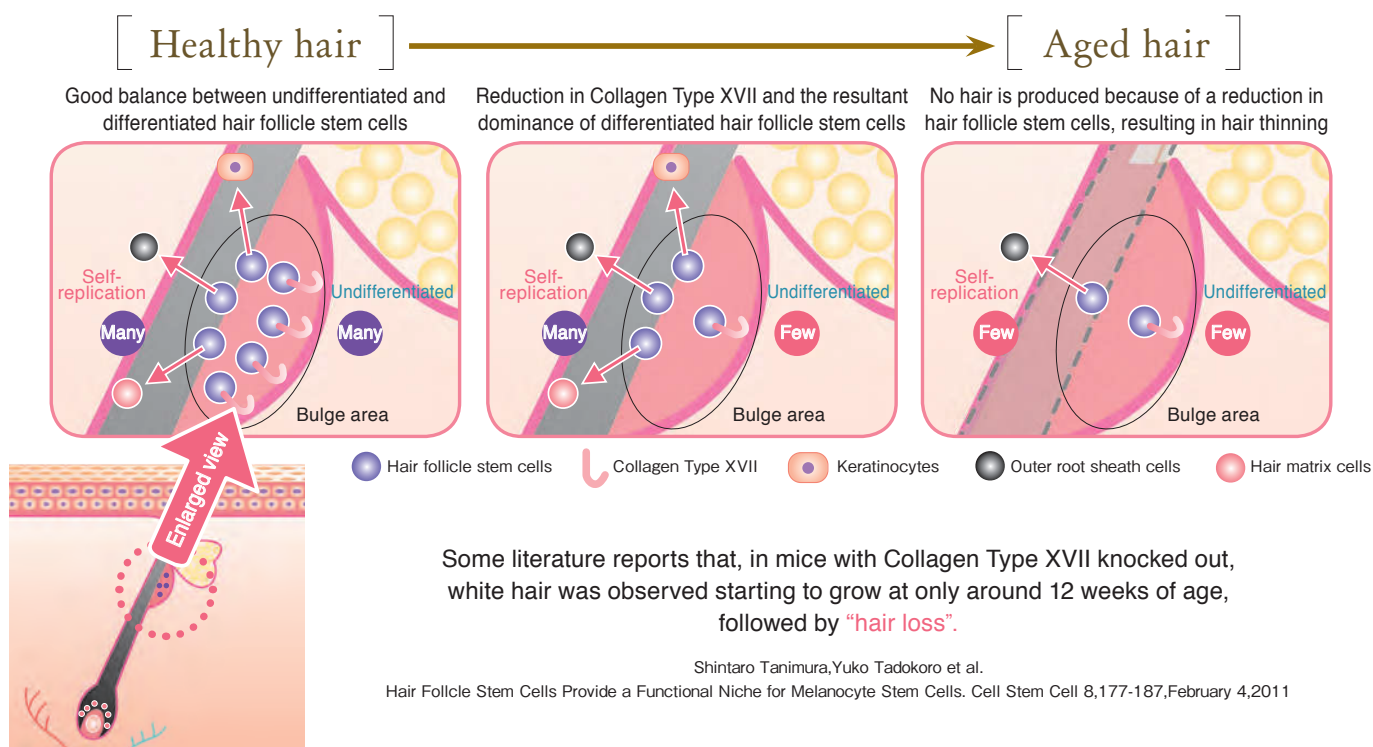 Healthy hair
Aged hair
Good balance between undifferentiated and
differentiated hair follicle stem cells
Reduction in Collagen Type XVII and the resultant
dominance of differentiated hair follicle stem cells
No hair is produced because of a reduction in
hair follicle stem cells, resulting in hair thinning
Self-
replication
Many
Undifferentiated
Many
Bulge area
Self-
replication
Many
Undifferentiated
Few
Bulge area
Self-
replication
Few
Undifferentiated
Few
Bulge area
Enlarged view
Hair follicle stem cells
Collagen Type XVII
Keratinocytes
Outer root sheath cells
Hair matrix cells
Some literature reports that, in mice with Collagen Type XVII knocked out,
white hair was observed starting to grow at only around 12 weeks of age,
followed by “hair loss”.
Shintaro Tanimura,Yuko Tadokoro et al.
Hair Follcle Stem Cells Provide a Functional Niche for Melanocyte Stem Cells. Cell Stem Cell 8,177-187,February 4,2011